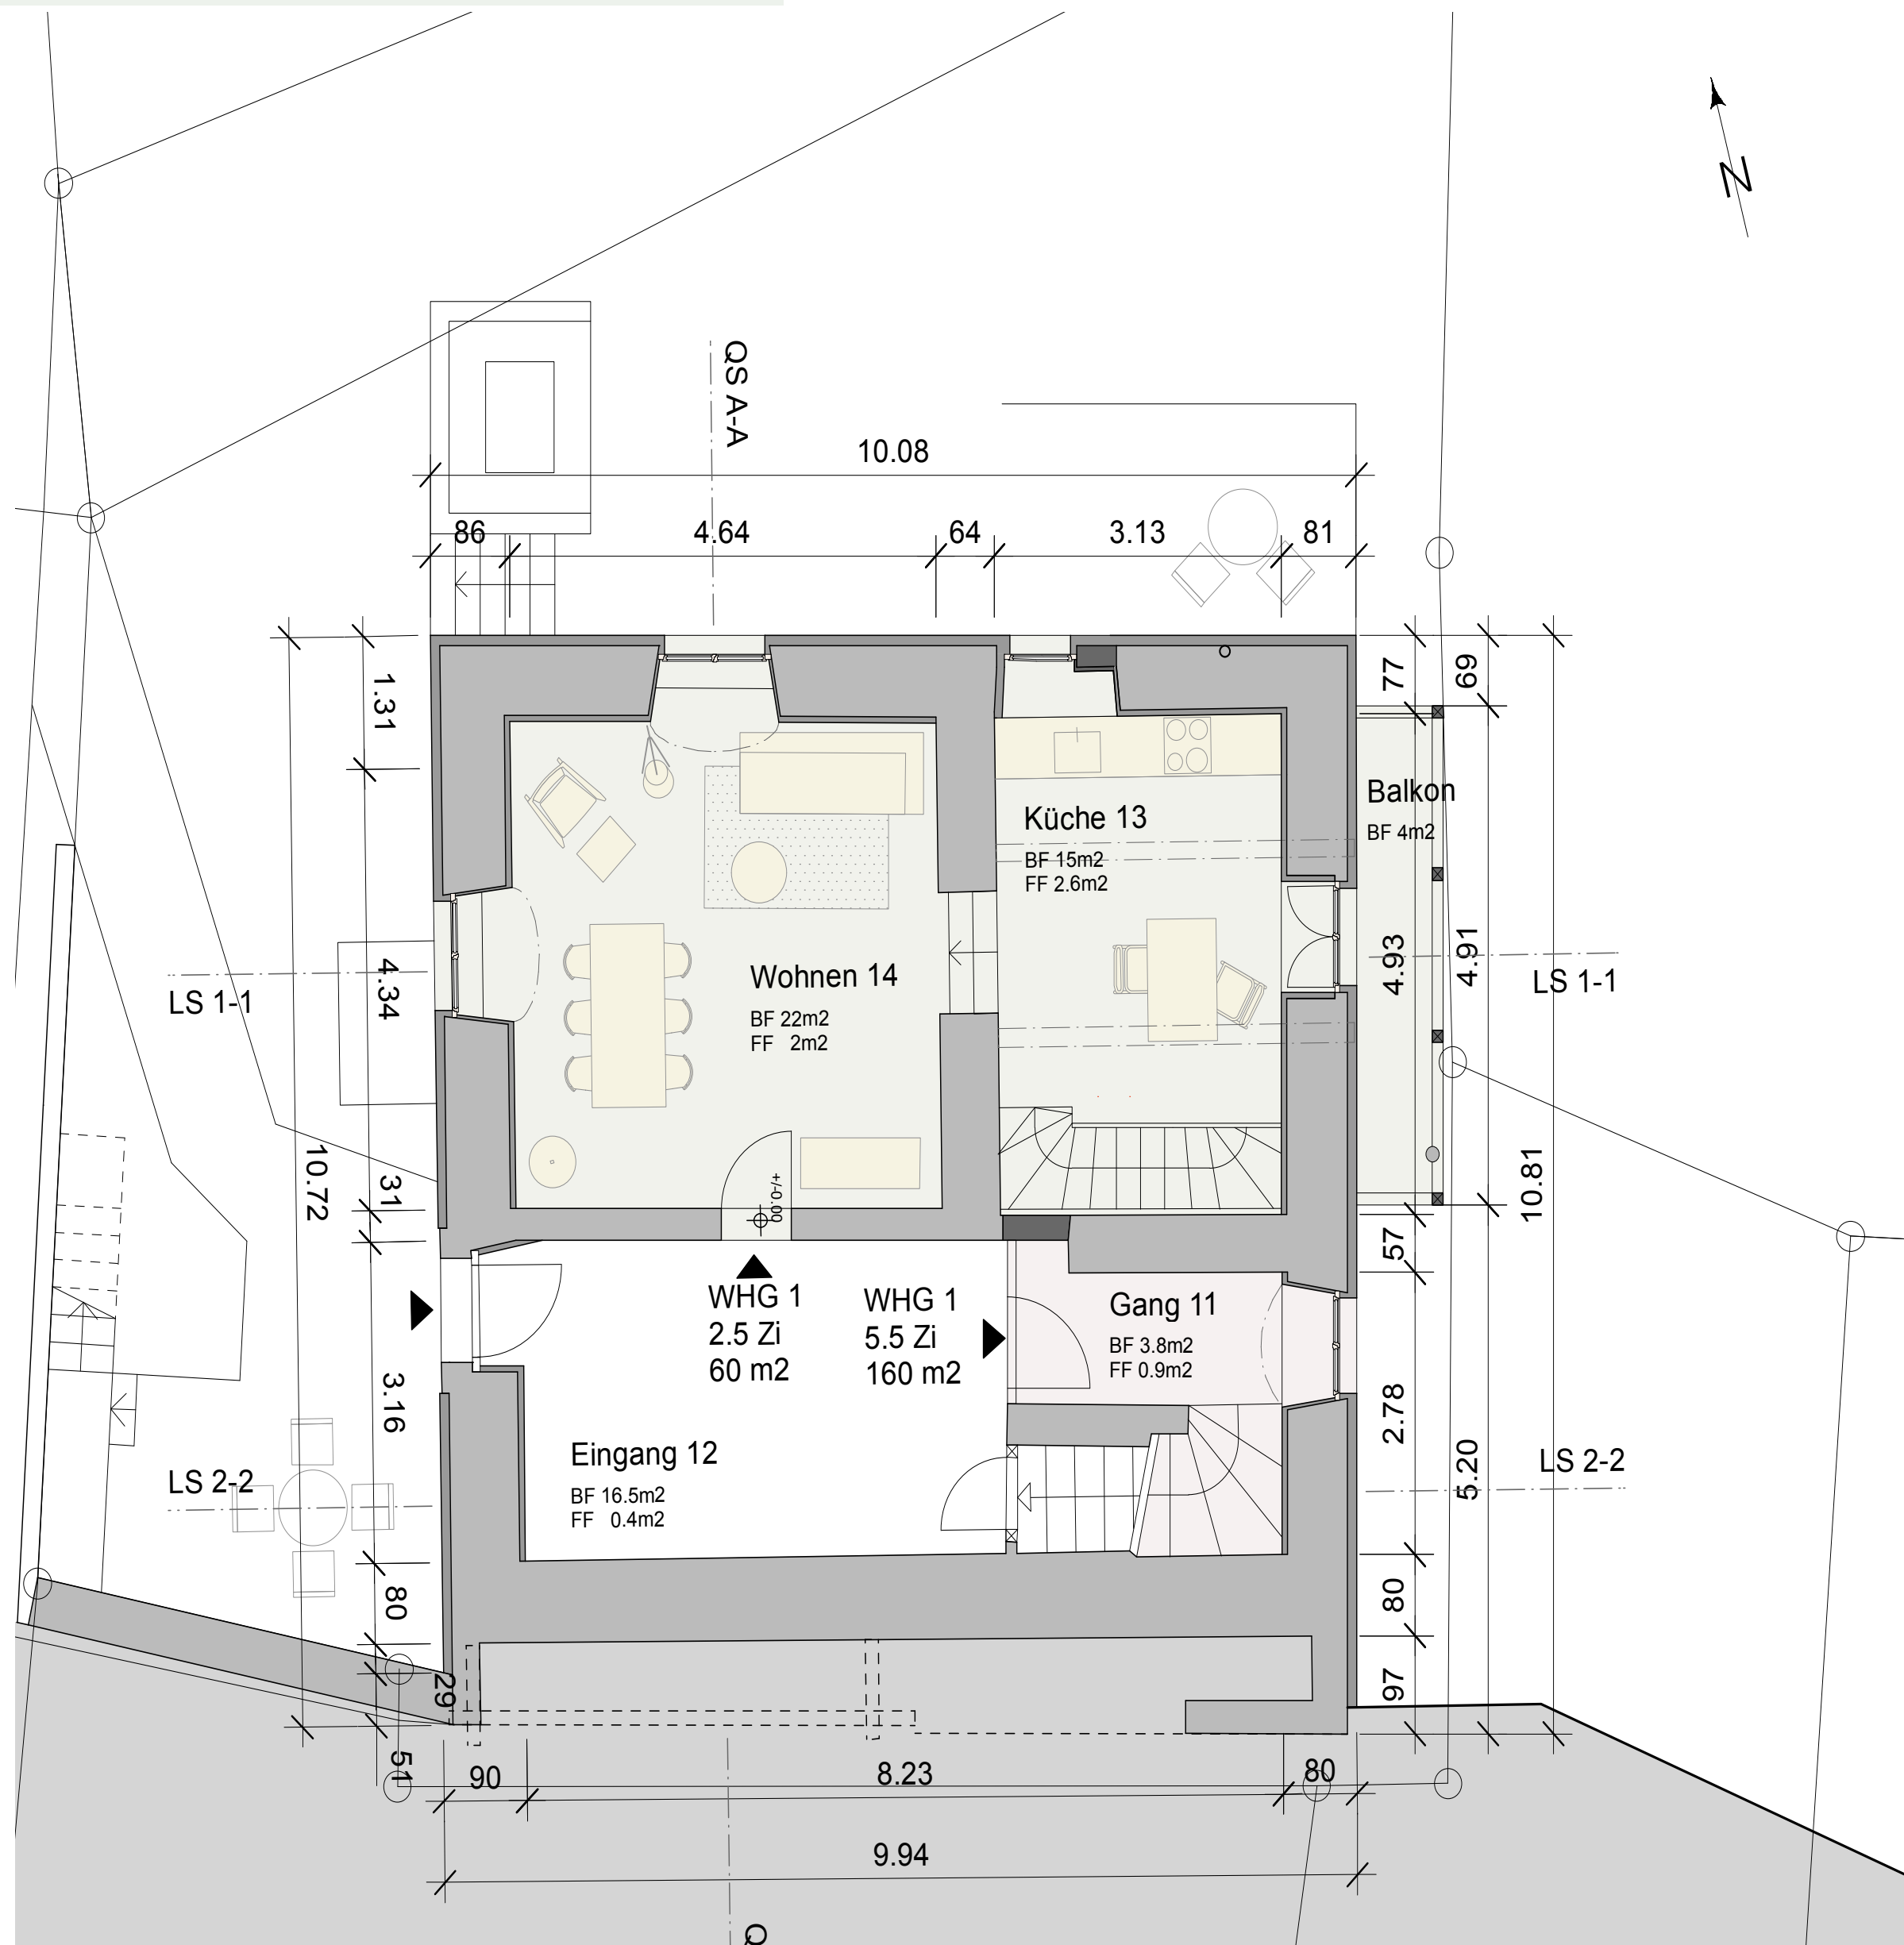 N
QS A-A
10.08
86
4.64
64
3.13
81
1.31
77
69
Balkon
BF 4m2
Küche 13
BF 15m2
FF 2.6m2
Wohnen 14
BF 22m2
FF 2m2
LS 1-1
4.34
4.93
4.91
LS 1-1
10.72
31
+/-0.00
10.81
57
WHG 1
2.5 Zi
60 m2
WHG 1
5.5 Zi
160 m2
Gang 11
BF 3.8m2
FF 0.9m2
3.16
2.78
Eingang 12
BF 16.5m2
FF 0.4m2
LS 2-2
5.20
LS 2-2
80
80
29
97
51
90
8.23
80
9.94
Q